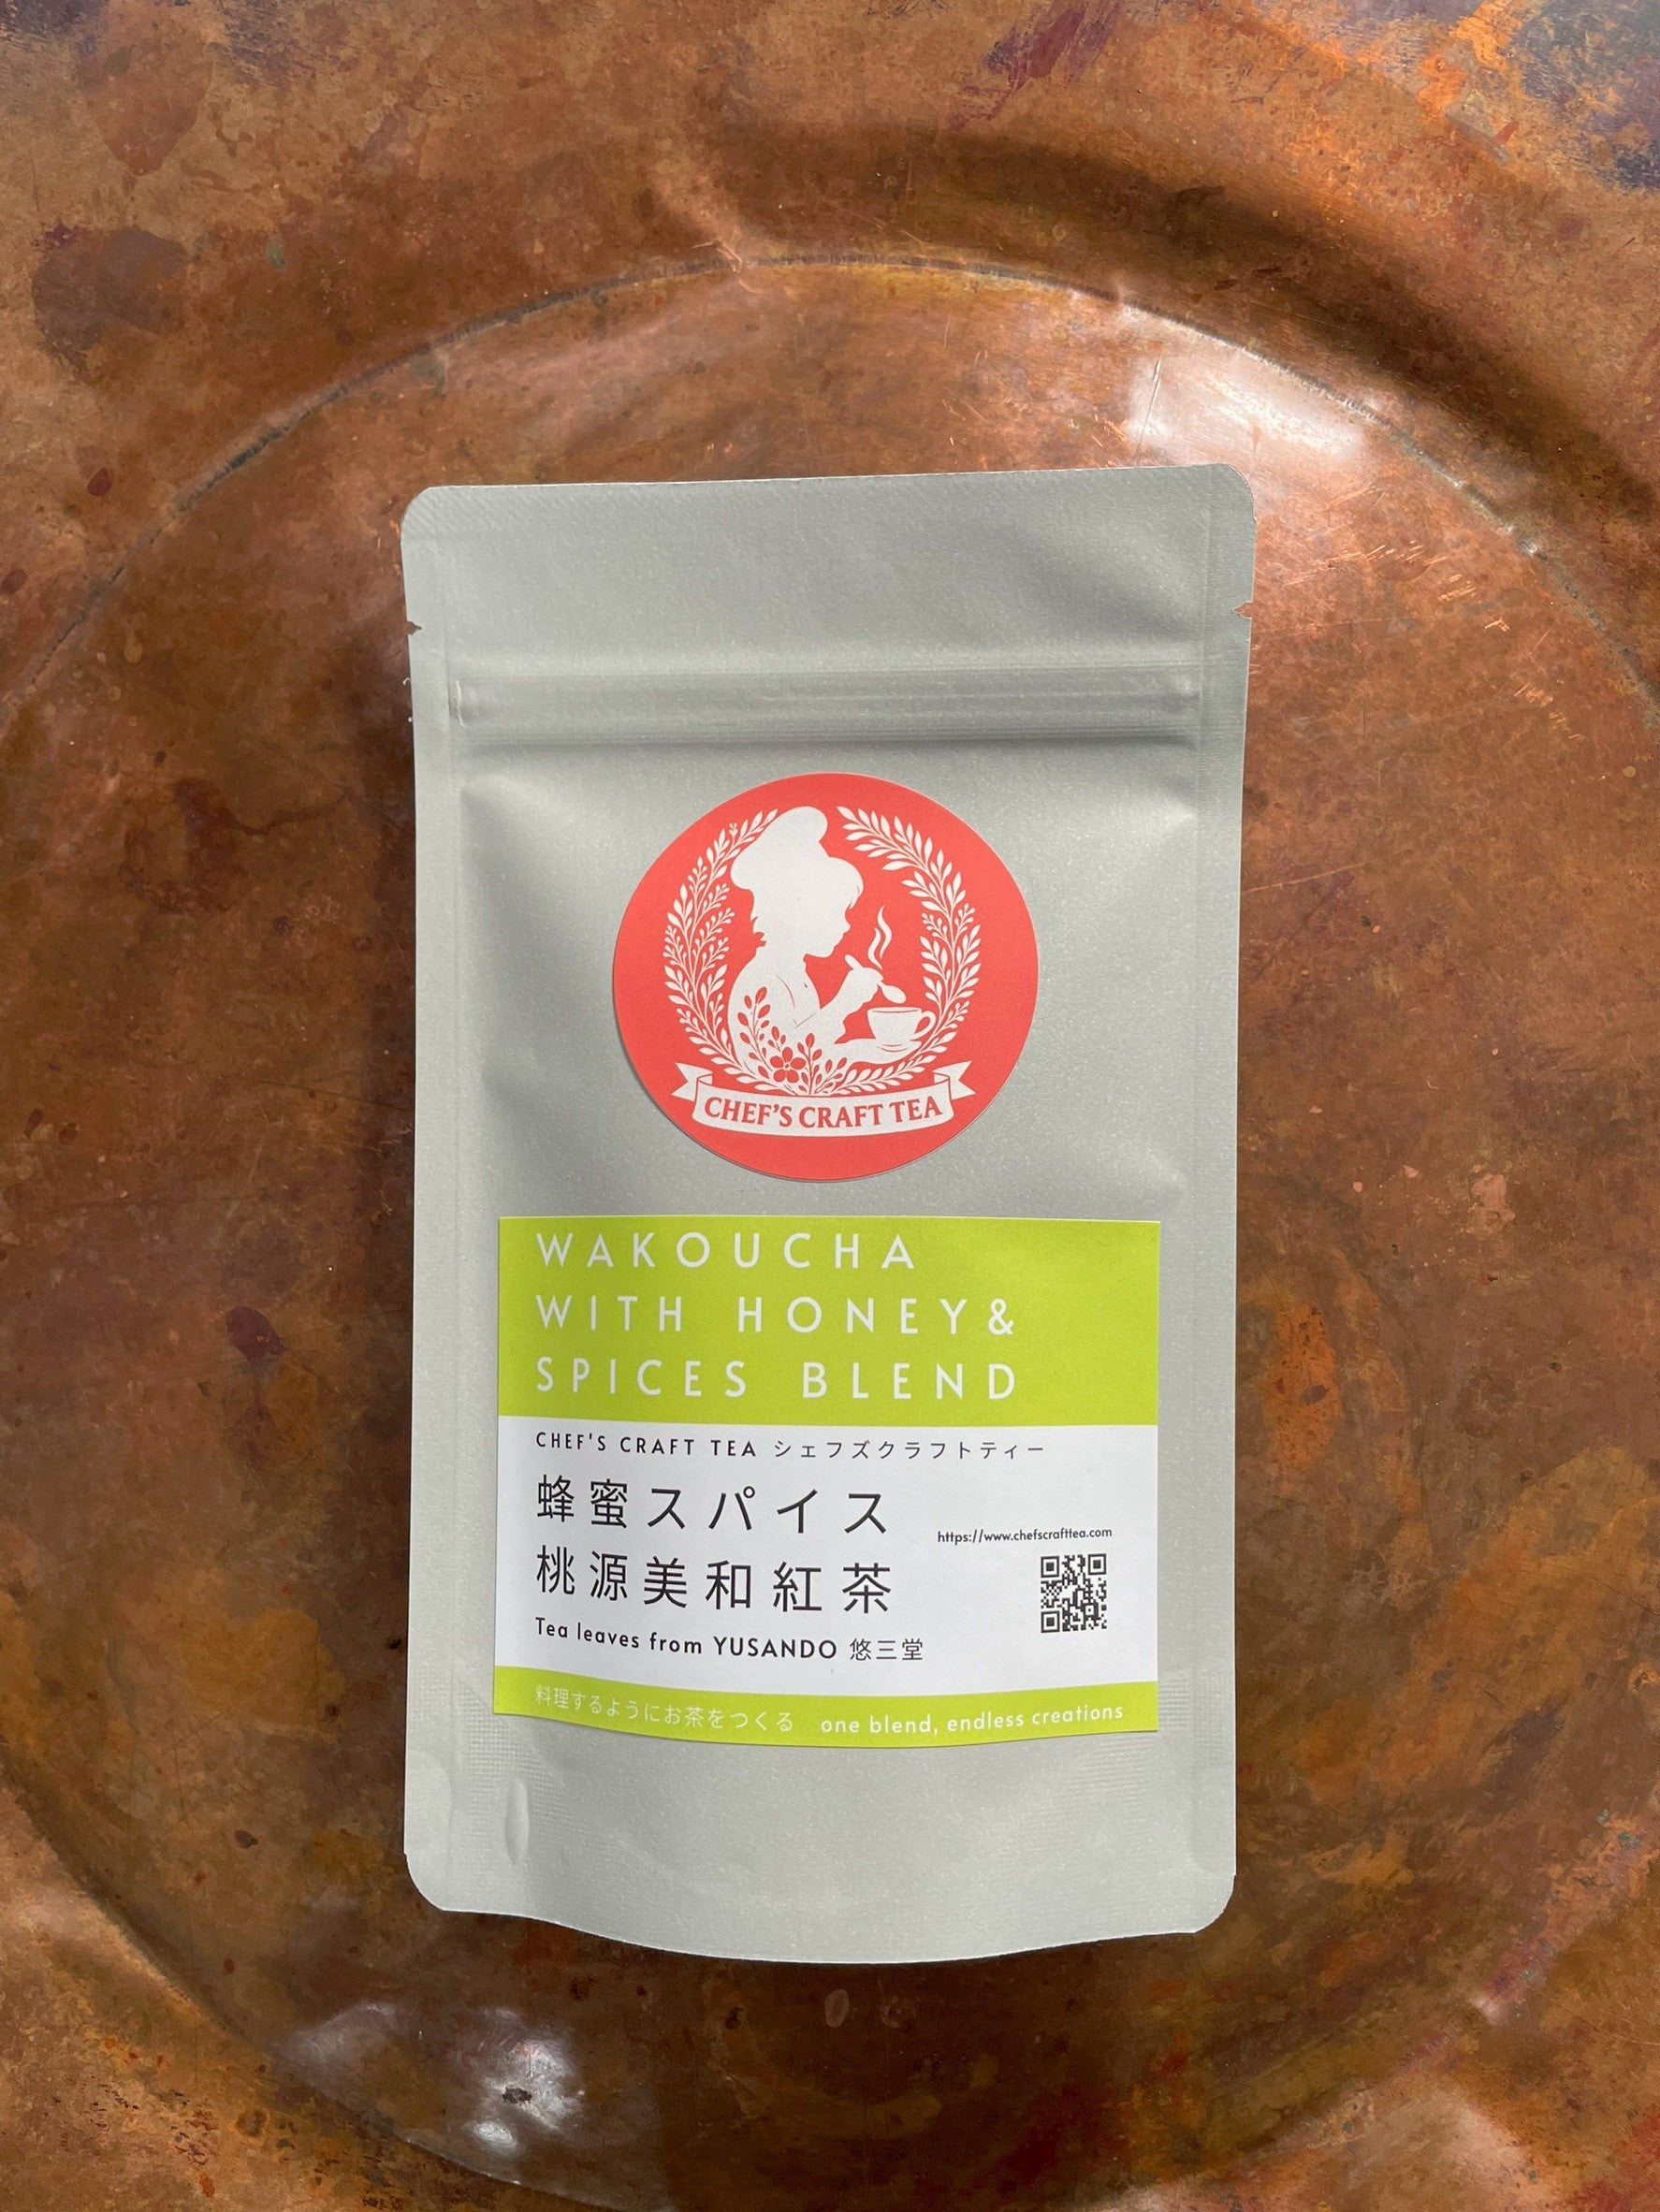 CHEF'S CRAFT TEA
WAKOUCHA
WITH HONEY&
SPICES BLEND
CHEF'S CRAFT TEA シェフズクラフトティー
蜂蜜スパイス
桃源美和紅茶
https://www.chefscrafttea.com
Tea leaves from YUSANDO 悠三堂
料理するようにお茶をつくる one blend, endless creations